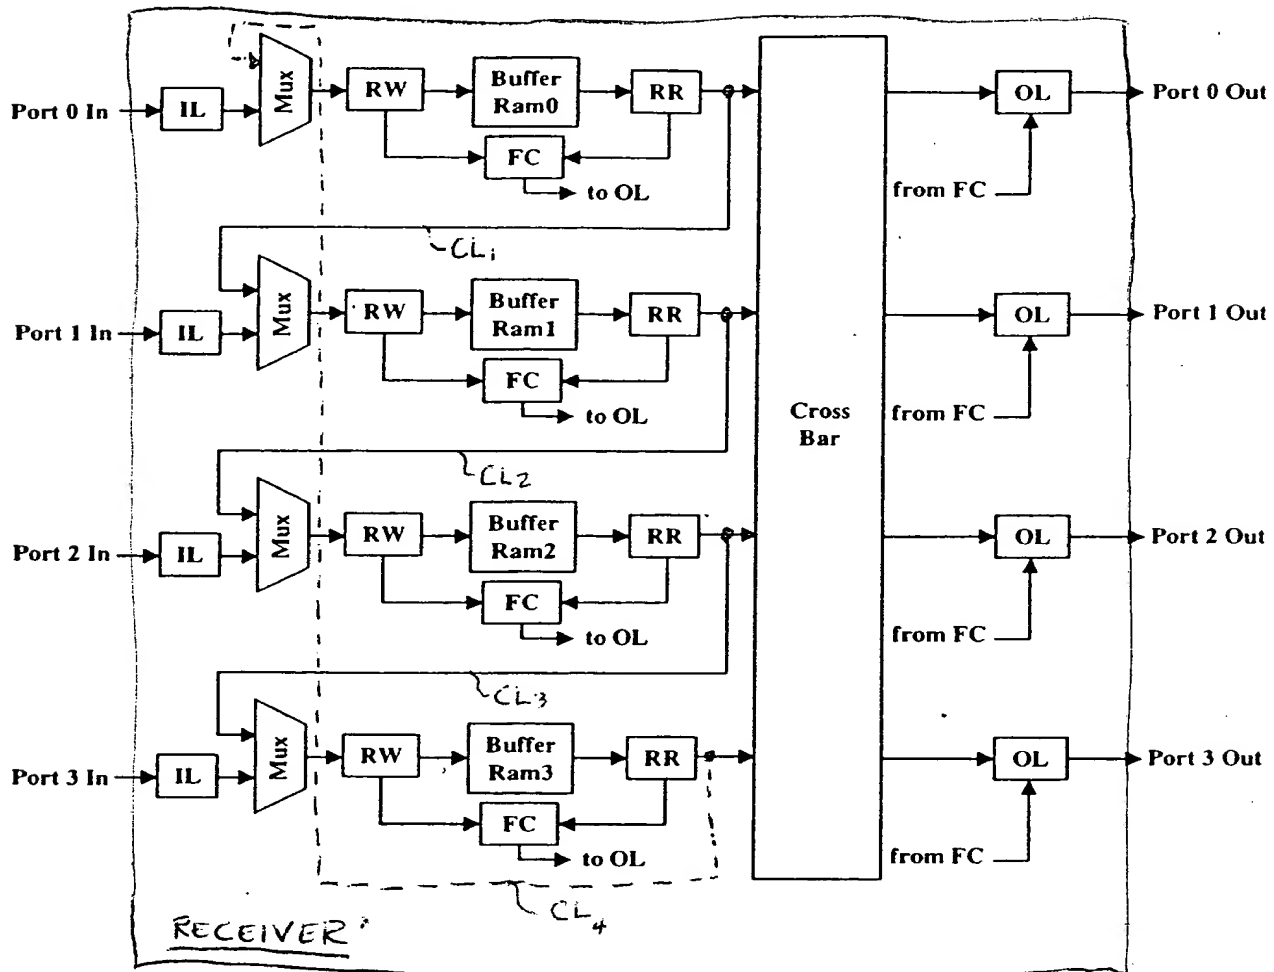 Port 0 In
IL
Mux
RW
Buffer
Ram0
RR
FC
to OL
OL
Port 0 Out
from FC
CL1
Port 1 In
IL
Mux
RW
Buffer
Ram1
RR
FC
to OL
OL
Port 1 Out
from FC
Cross
Bar
CL2
Port 2 In
IL
Mux
RW
Buffer
Ram2
RR
FC
to OL
OL
Port 2 Out
from FC
CL3
Port 3 In
IL
Mux
RW
Buffer
Ram3
RR
FC
to OL
OL
Port 3 Out
from FC
CL4
RECEIVER